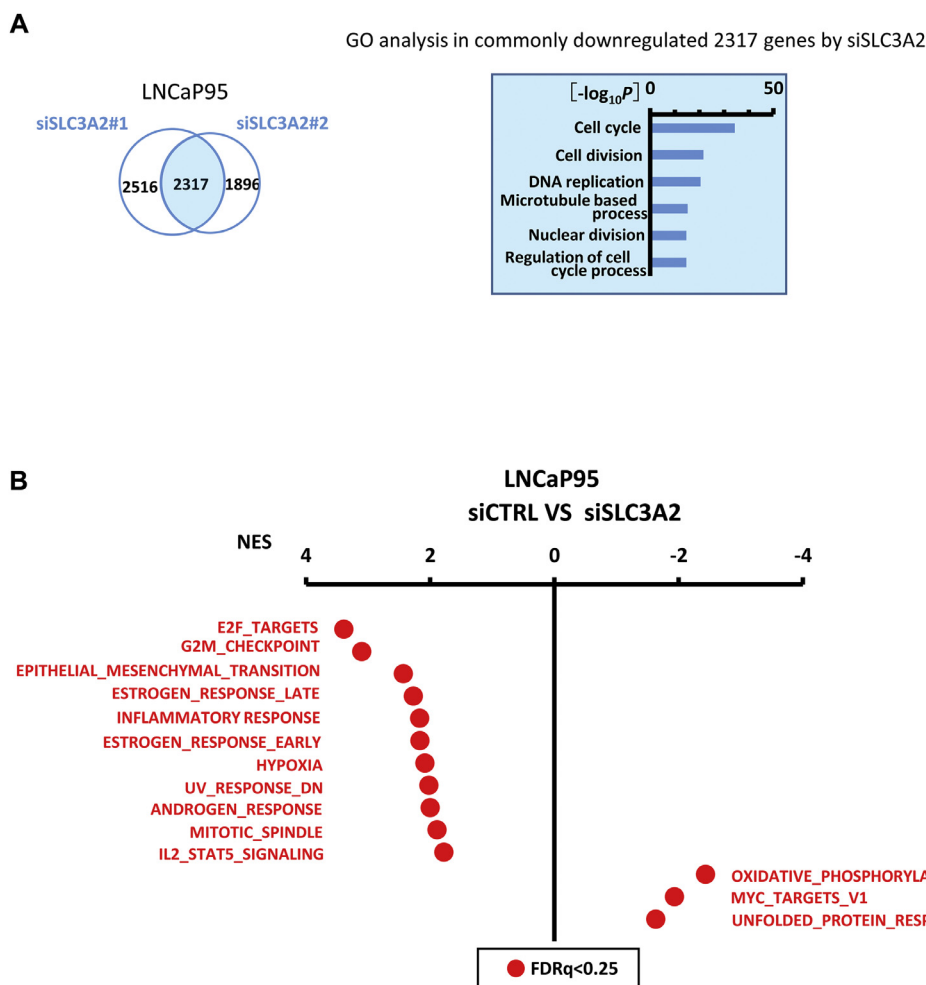 A
GO analysis in commonly downregulated 2317 genes by siSLC3A2
LNCaP95
siSLC3A2#1 siSLC3A2#2
2516 2317 1896
[-log10P] 0 50
Cell cycle
Cell division
DNA replication
Microtubule based
process
Nuclear division
Regulation of cell
cycle process
B
LNCaP95
siCTRL VS siSLC3A2
NES
4 2 0 -2 -4
E2F_TARGETS
G2M_CHECKPOINT
EPITHELIAL_MESENCHYMAL_TRANSITION
ESTROGEN_RESPONSE_LATE
INFLAMMATORY RESPONSE
ESTROGEN_RESPONSE_EARLY
HYPOXIA
UV_RESPONSE_DN
ANDROGEN_RESPONSE
MITOTIC_SPINDLE
IL2_STAT5_SIGNALING
OXIDATIVE_PHOSPHORYLA
MYC_TARGETS_V1
UNFOLDED_PROTEIN_RESP
FDRq<0.25